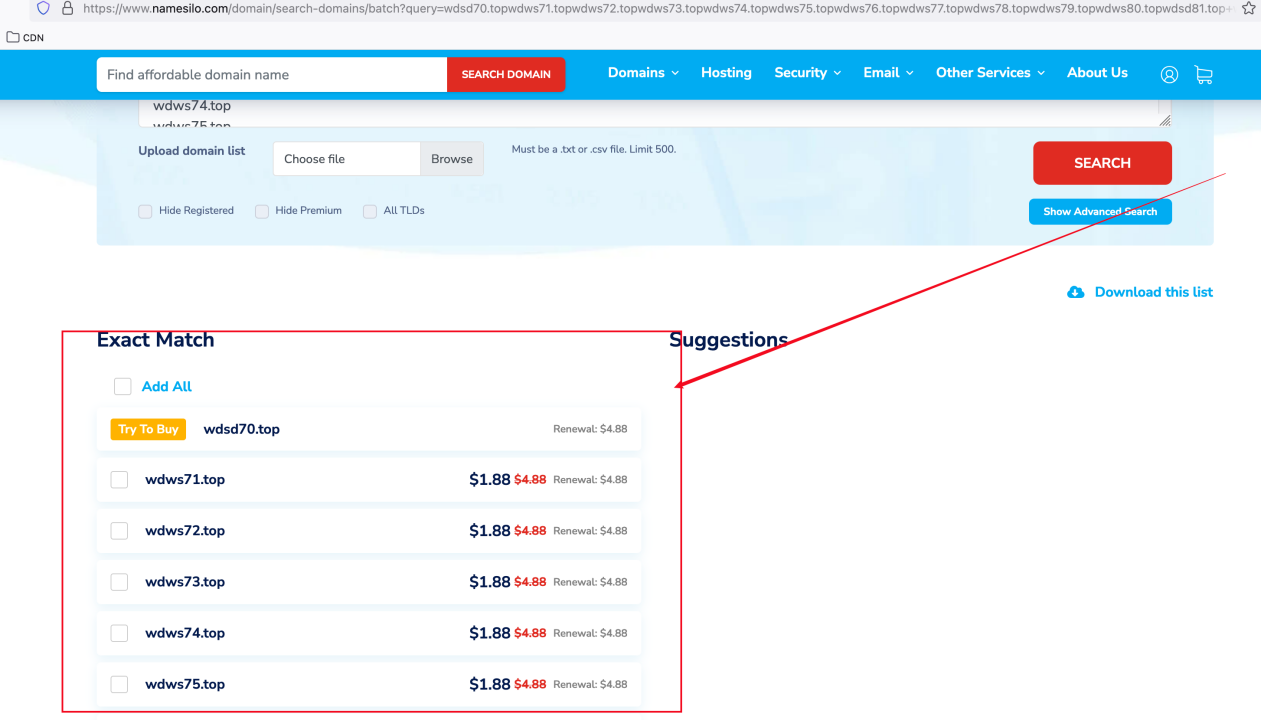 https://www.namesilo.com/domain/search-domains/batch?query=wdsd70.topwdws71.topwdws72.topwdws73.topwdws74.topwdws75.topwdws76.topwdws77.topwdws78.topwdws79.topwdws80.topwdsd81.top+
CDN
Find affordable domain name
SEARCH DOMAIN
Domains
Hosting
Security
Email
Other Services
About Us
wdws74.top
wdws75.top
Upload domain list
Choose file
Browse
Must be a .txt or .csv file. Limit 500.
SEARCH
Hide Registered
Hide Premium
All TLDs
Show Advanced Search
Download this list
Exact Match
Suggestions
Add All
Try To Buy wdsd70.top Renewal: $4.88
wdws71.top $1.88 $4.88 Renewal: $4.88
wdws72.top $1.88 $4.88 Renewal: $4.88
wdws73.top $1.88 $4.88 Renewal: $4.88
wdws74.top $1.88 $4.88 Renewal: $4.88
wdws75.top $1.88 $4.88 Renewal: $4.88